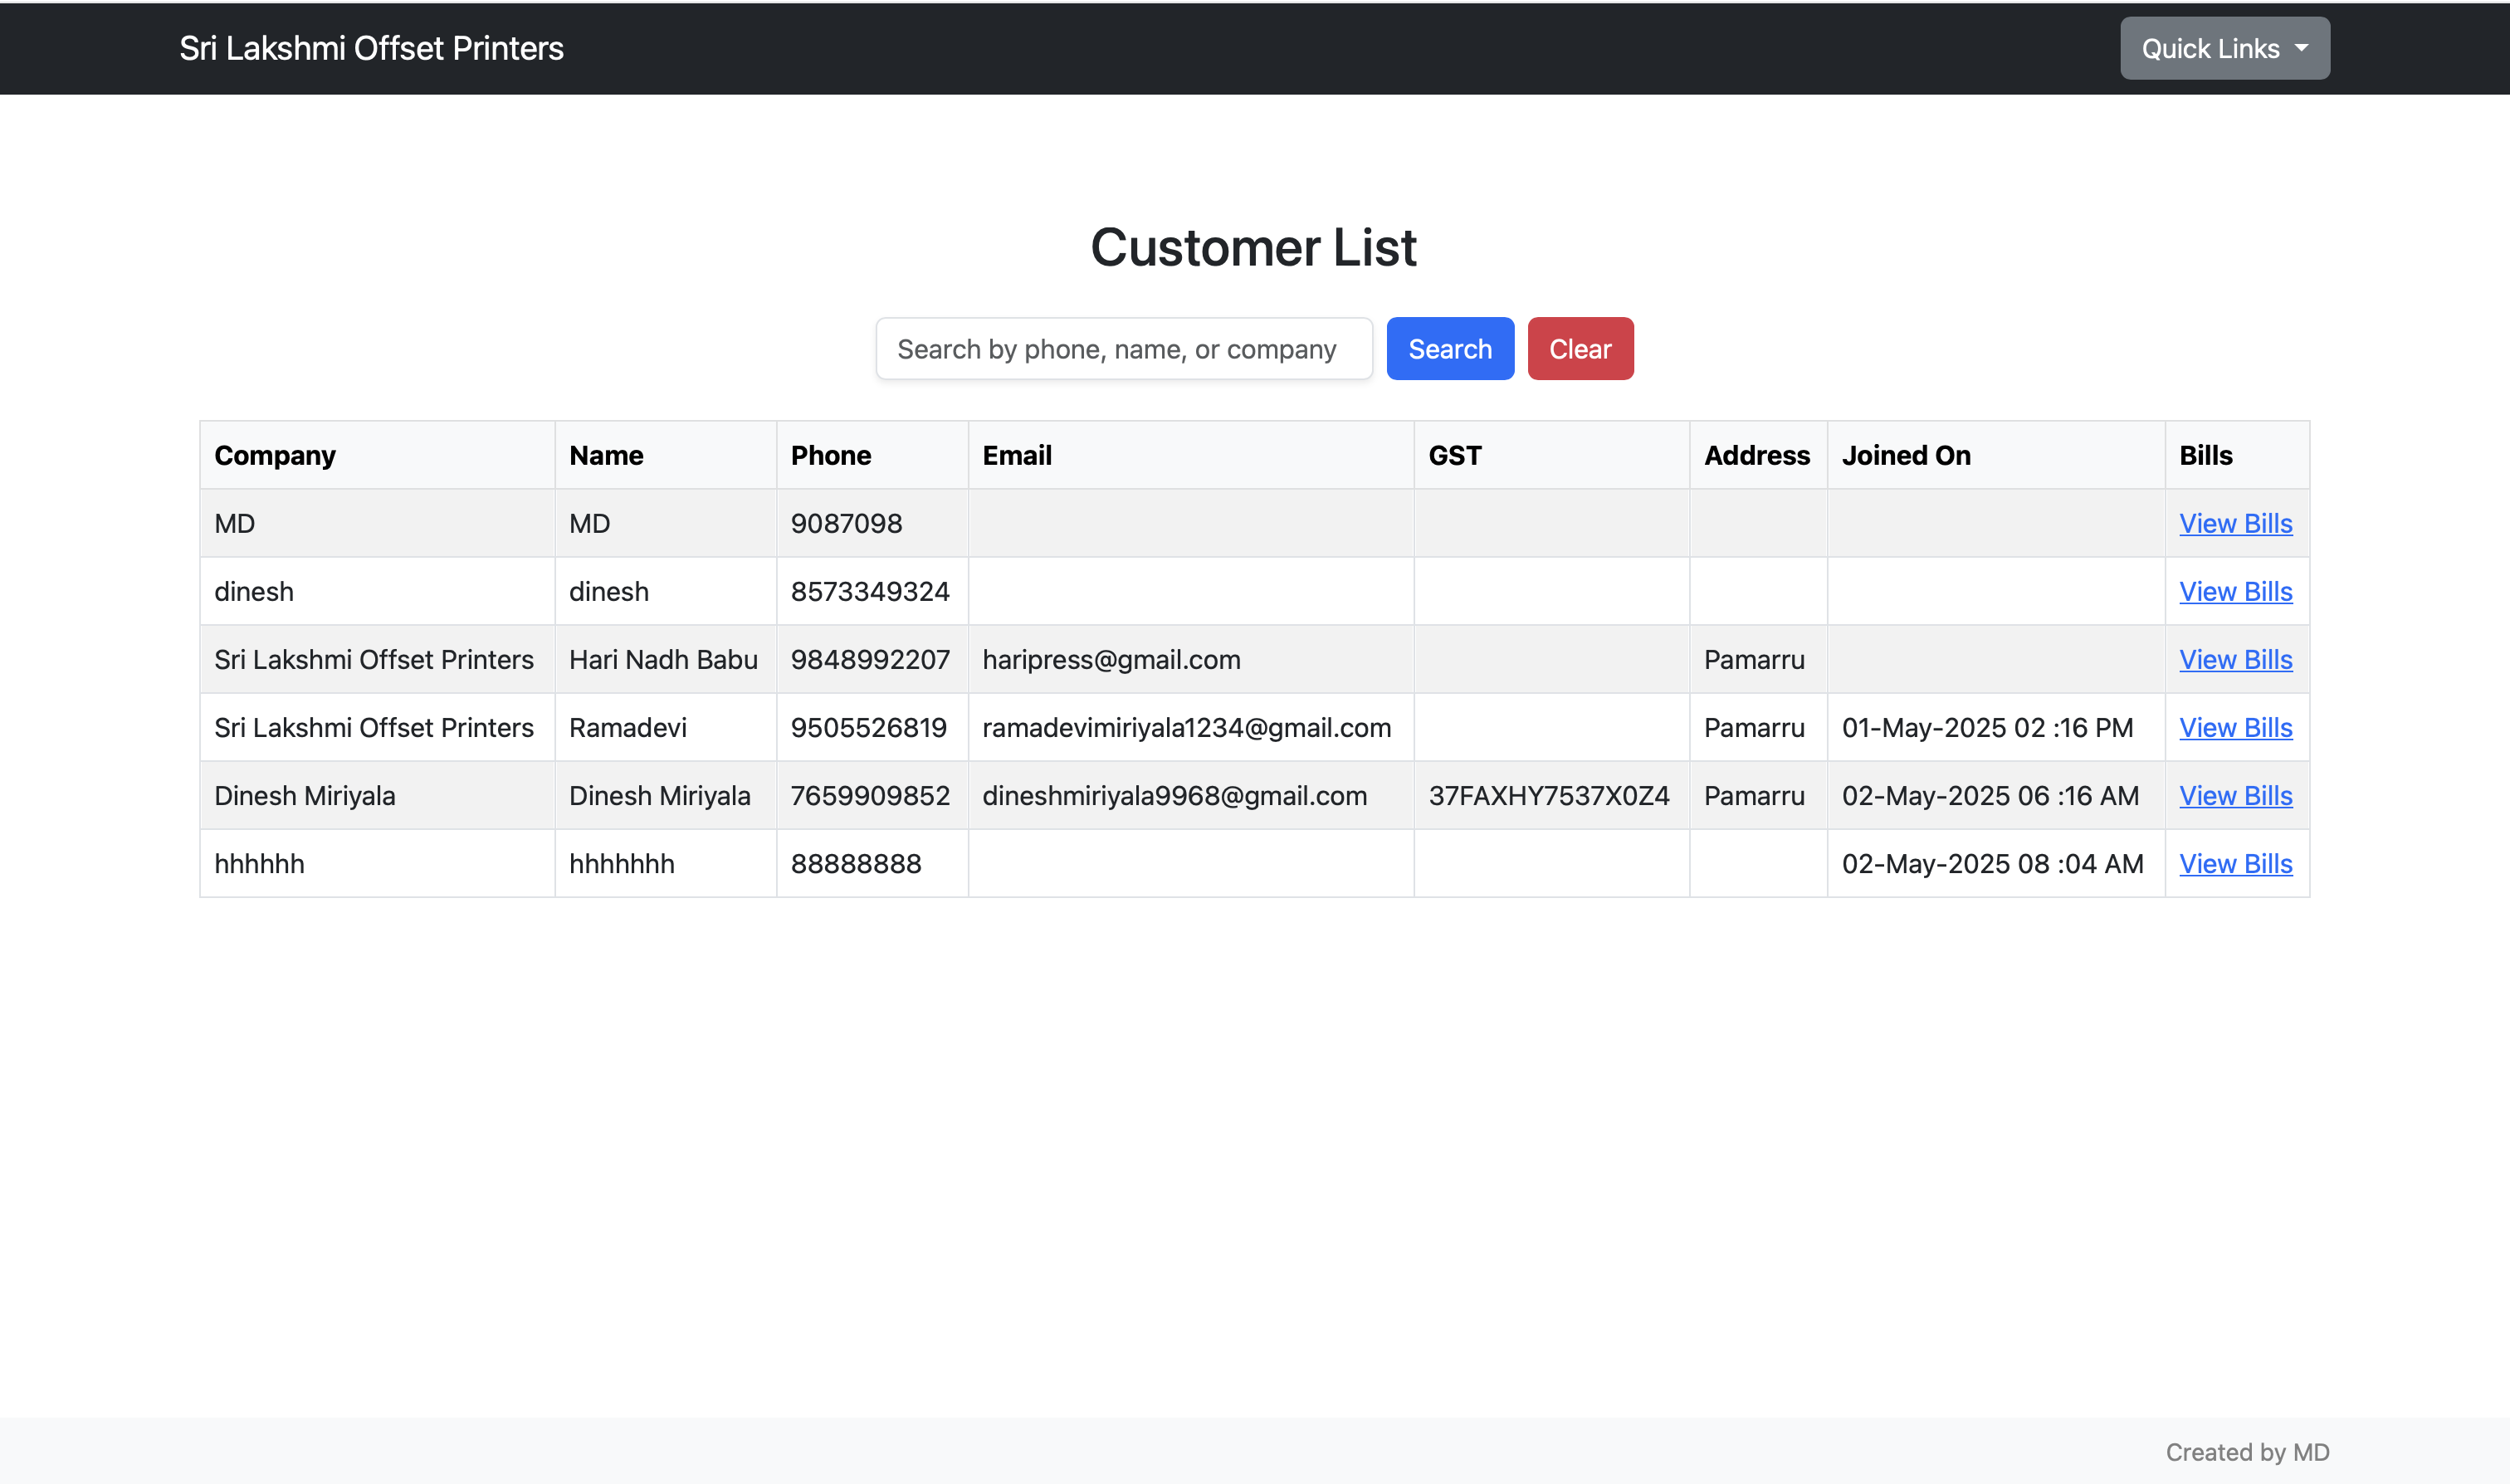 Sri Lakshmi Offset Printers Quick Links
Customer List
Search by phone, name, or company Search Clear
Company Name Phone Email GST Address Joined On Bills
MD MD 9087098 View Bills
dinesh dinesh 8573349324 View Bills
Sri Lakshmi Offset Printers Hari Nadh Babu 9848992207 haripress@gmail.com Pamarru View Bills
Sri Lakshmi Offset Printers Ramadevi 9505526819 ramadevimiriyala1234@gmail.com Pamarru 01-May-2025 02 :16 PM View Bills
Dinesh Miriyala Dinesh Miriyala 7659909852 dineshmiriyala9968@gmail.com 37FAXHY7537X0Z4 Pamarru 02-May-2025 06 :16 AM View Bills
hhhhhh hhhhhhh 88888888 02-May-2025 08 :04 AM View Bills
Created by MD